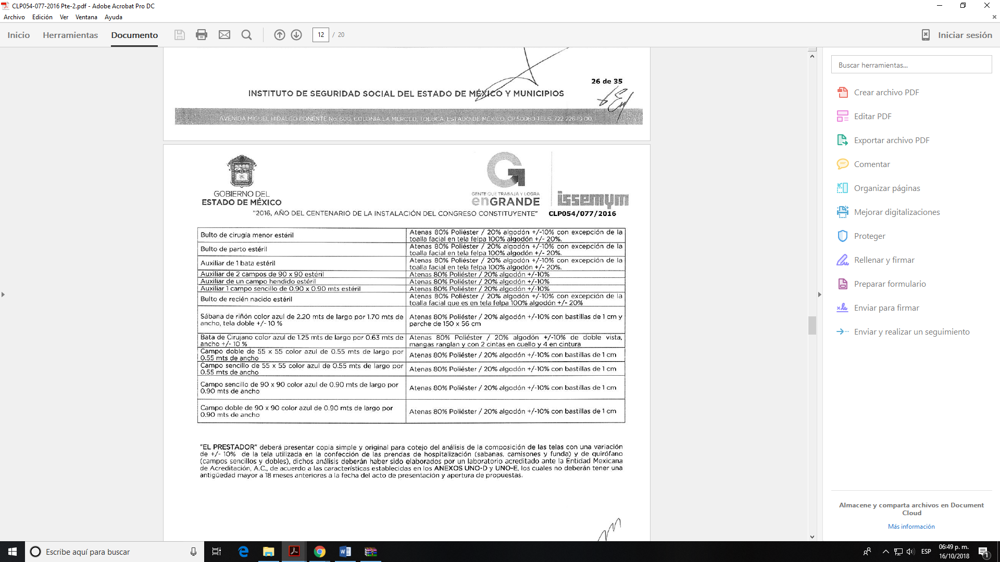 CLP054-077-2016 Pte-2.pdf - Adobe Acrobat Pro DC
Archivo Edición Ver Ventana Ayuda
Inicio Herramientas Documento 12 / 20 Iniciar sesión
26 de 35
INSTITUTO DE SEGURIDAD SOCIAL DEL ESTADO DE MÉXICO Y MUNICIPIOS
AVENIDA MIGUEL HIDALGO PONENTE No. 600, COLONIA LA MERCED, TOLUCA, ESTADO DE MÉXICO, CP.50080 TELS. 722 226 19 00
GOBIERNO DEL
ESTADO DE MÉXICO
GENTE QUE TRABAJA Y LOGRA
enGRANDE
issemym
"2016, AÑO DEL CENTENARIO DE LA INSTALACIÓN DEL CONGRESO CONSTITUYENTE" CLP054/077/2016
Bulto de cirugía menor estéril
Atenas 80% Poliéster / 20% algodón +/-10% con excepción de la
toalla facial en tela felpa 100% algodón +/- 20%.
Bulto de parto estéril
Atenas 80% Poliéster / 20% algodón +/-10% con excepción de la
toalla facial en tela felpa 100% algodón +/- 20%.
Auxiliar de 1 bata estéril
Atenas 80% Poliéster / 20% algodón +/-10% con excepción de la
toalla facial en tela felpa 100% algodón +/- 20%.
Auxiliar de 2 campos de 90 x 90 estéril
Atenas 80% Poliéster / 20% algodón +/-10%
Auxiliar de un campo hendido estéril
Atenas 80% Poliéster / 20% algodón +/-10%
Auxiliar 1 campo sencillo de 0.90 x 0.90 mts estéril
Atenas 80% Poliéster / 20% algodón +/-10%
Bulto de recién nacido estéril
Atenas 80% Poliéster / 20% algodón +/-10% con excepción de la
toalla facial que es en tela felpa 100% algodón +/- 20%
Sábana de riñón color azul de 2.20 mts de largo por 1.70 mts de
ancho, tela doble +/- 10 %
Atenas 80% Poliéster / 20% algodón +/-10% con bastillas de 1 cm y
parche de 150 x 56 cm
Bata de Cirujano color azul de 1.25 mts de largo por 0.63 mts de
ancho +/- 10 %
Atenas 80% Poliéster / 20% algodón +/-10% de doble vista,
mangas ranglan y con 2 cintas en cuello y 4 en cintura
Campo doble de 55 x 55 color azul de 0.55 mts de largo por
0.55 mts de ancho
Atenas 80% Poliéster / 20% algodón +/-10% con bastillas de 1 cm
Campo sencillo de 55 x 55 color azul de 0.55 mts de largo por
0.55 mts de ancho
Atenas 80% Poliéster / 20% algodón +/-10% con bastillas de 1 cm
Campo sencillo de 90 x 90 color azul de 0.90 mts de largo por
0.90 mts de ancho
Atenas 80% Poliéster / 20% algodón +/-10% con bastillas de 1 cm
Campo doble de 90 x 90 color azul de 0.90 mts de largo por
0.90 mts de ancho
Atenas 80% Poliéster / 20% algodón +/-10% con bastillas de 1 cm
"EL PRESTADOR" deberá presentar copia simple y original para cotejo del análisis de la composición de las telas con una variación
de +/- 10% de la tela utilizada en la confección de las prendas de hospitalización (sabanas, camisones y funda) y de quirófano
(campos sencillos y dobles), dichos análisis deberán haber sido elaborados por un laboratorio acreditado ante la Entidad Mexicana
de Acreditación, A.C., de acuerdo a las características establecidas en los ANEXOS UNO-D y UNO-E, los cuales no deberán tener una
antigüedad mayor a 18 meses anteriores a la fecha del acto de presentación y apertura de propuestas.
Buscar herramientas...
Crear archivo PDF
Editar PDF
Exportar archivo PDF
Comentar
Organizar páginas
Mejorar digitalizaciones
Proteger
Rellenar y firmar
Preparar formulario
Enviar para firmar
Enviar y realizar un seguimiento
Almacene y comparta archivos en Document
Cloud
Más información
Escribe aquí para buscar
ESP
06:49 p. m.
16/10/2018
1